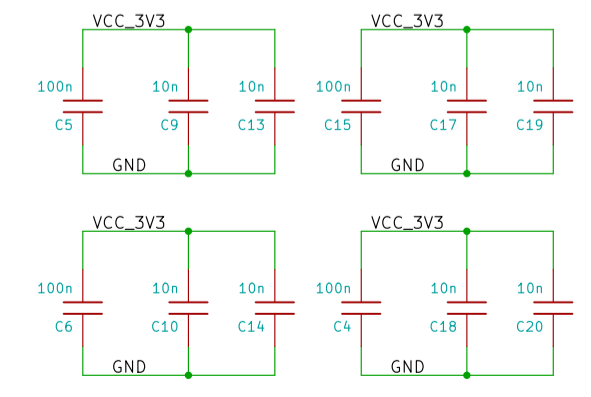 VCC_3V3 VCC_3V3
100n 10n 10n 100n 10n 10n
C5 C9 C13 C15 C17 C19
GND GND
VCC_3V3 VCC_3V3
100n 10n 10n 100n 10n 10n
C6 C10 C14 C4 C18 C20
GND GND